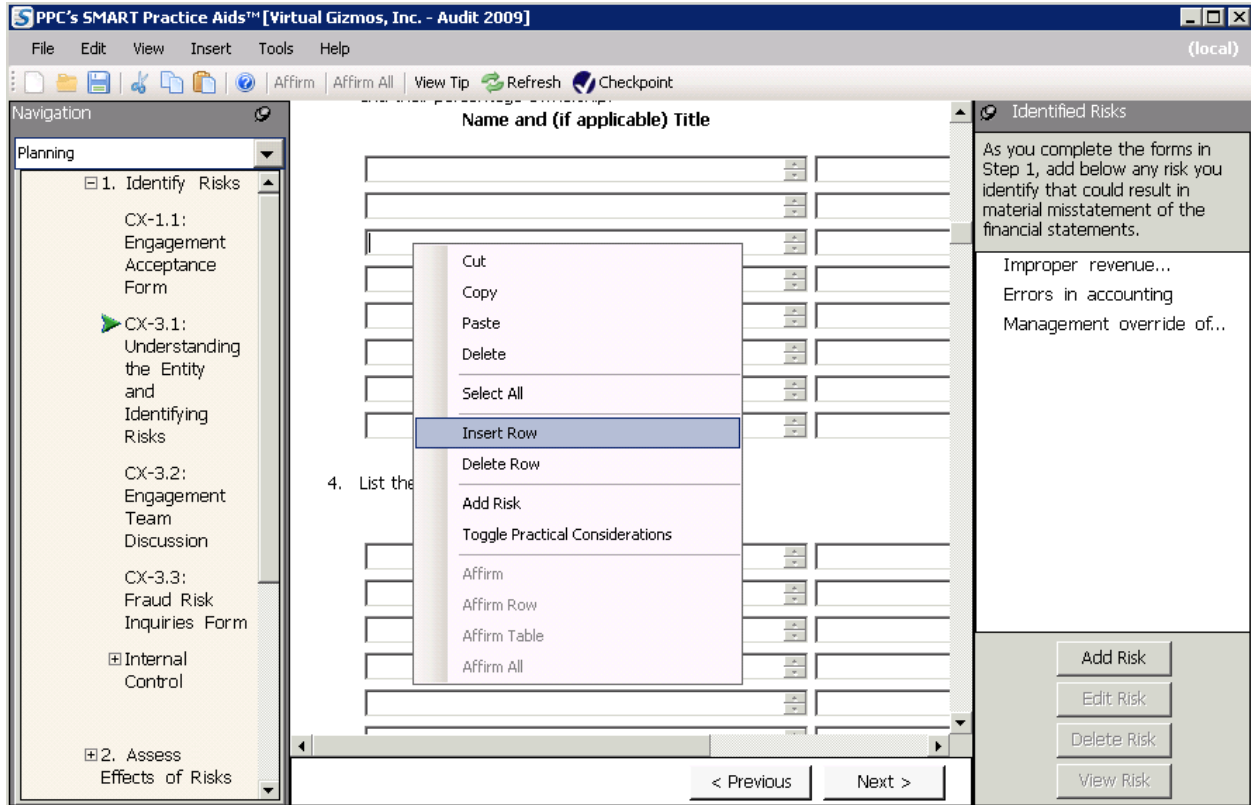 PPC's SMART Practice Aids™ [Virtual Gizmos, Inc. - Audit 2009]
File Edit View Insert Tools Help (local)
Affirm Affirm All View Tip Refresh Checkpoint
Navigation
Planning
1. Identify Risks
CX-1.1:
Engagement
Acceptance
Form
CX-3.1:
Understanding
the Entity
and
Identifying
Risks
CX-3.2:
Engagement
Team
Discussion
CX-3.3:
Fraud Risk
Inquiries Form
Internal
Control
2. Assess
Effects of Risks
Name and (if applicable) Title
4. List the
Cut
Copy
Paste
Delete
Select All
Insert Row
Delete Row
Add Risk
Toggle Practical Considerations
Affirm
Affirm Row
Affirm Table
Affirm All
< Previous
Next >
Identified Risks
As you complete the forms in
Step 1, add below any risk you
identify that could result in
material misstatement of the
financial statements.
Improper revenue...
Errors in accounting
Management override of...
Add Risk
Edit Risk
Delete Risk
View Risk